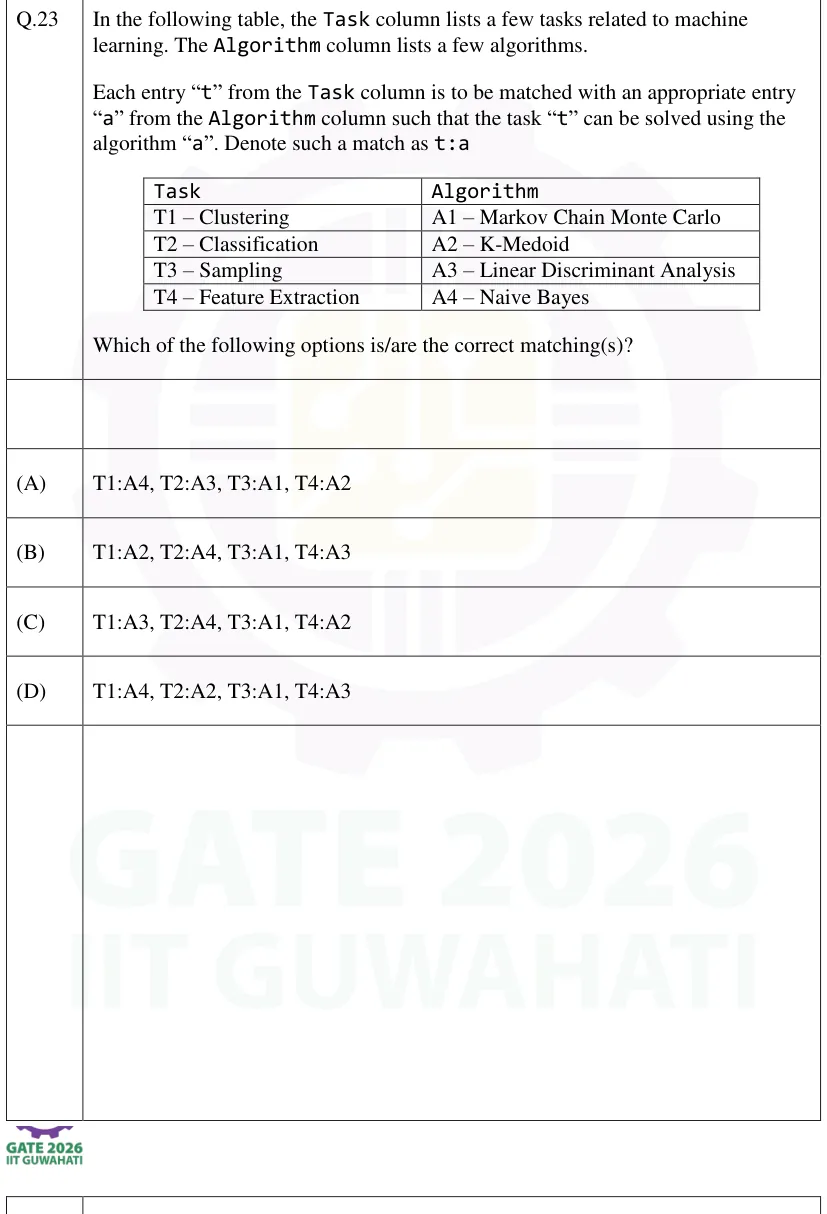 Q.23 In the following table, the Task column lists a few tasks related to machine
learning. The Algorithm column lists a few algorithms.
Each entry “t” from the Task column is to be matched with an appropriate entry
“a” from the Algorithm column such that the task “t” can be solved using the
algorithm “a”. Denote such a match as t:a
Task Algorithm
T1 – Clustering A1 – Markov Chain Monte Carlo
T2 – Classification A2 – K-Medoid
T3 – Sampling A3 – Linear Discriminant Analysis
T4 – Feature Extraction A4 – Naive Bayes
Which of the following options is/are the correct matching(s)?
(A) T1:A4, T2:A3, T3:A1, T4:A2
(B) T1:A2, T2:A4, T3:A1, T4:A3
(C) T1:A3, T2:A4, T3:A1, T4:A2
(D) T1:A4, T2:A2, T3:A1, T4:A3
GATE 2026
IIT GUWAHATI
GATE 2026
IIT GUWAHATI